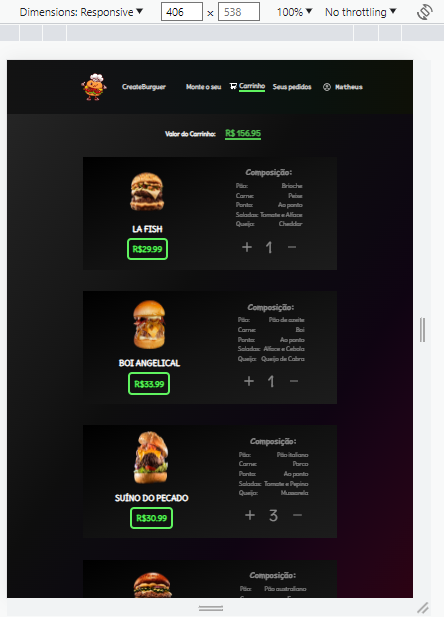 Dimensions: Responsive ▼ 406 × 538 100% ▼ No throttling ▼
CreateBurguer Monte o seu Carrinho Seus pedidos Matheus
Valor do Carrinho: R$ 156.95
Composição:
Pão: Brioche
Carne: Peixe
Ponto: Ao ponto
Saladas: Tomate e Alface
Queijo: Cheddar
LA FISH
R$29.99
+ 1 −
Composição:
Pão: Pão de azeite
Carne: Boi
Ponto: Ao ponto
Saladas: Alface e Cebola
Queijo: Queijo de Cabra
BOI ANGELICAL
R$33.99
+ 1 −
Composição:
Pão: Pão italiano
Carne: Porco
Ponto: Ao ponto
Saladas: Tomate e Pepino
Queijo: Mussarela
SUÍNO DO PECADO
R$30.99
+ 3 −
Composição:
Pão: Pão australiano